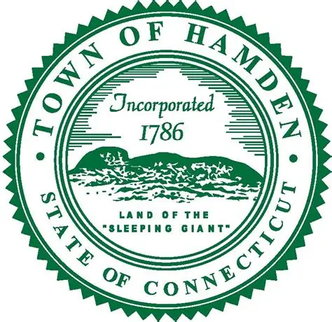 TOWN OF HAMDEN
Incorporated
1786
LAND OF THE
"SLEEPING GIANT"
STATE OF CONNECTICUT